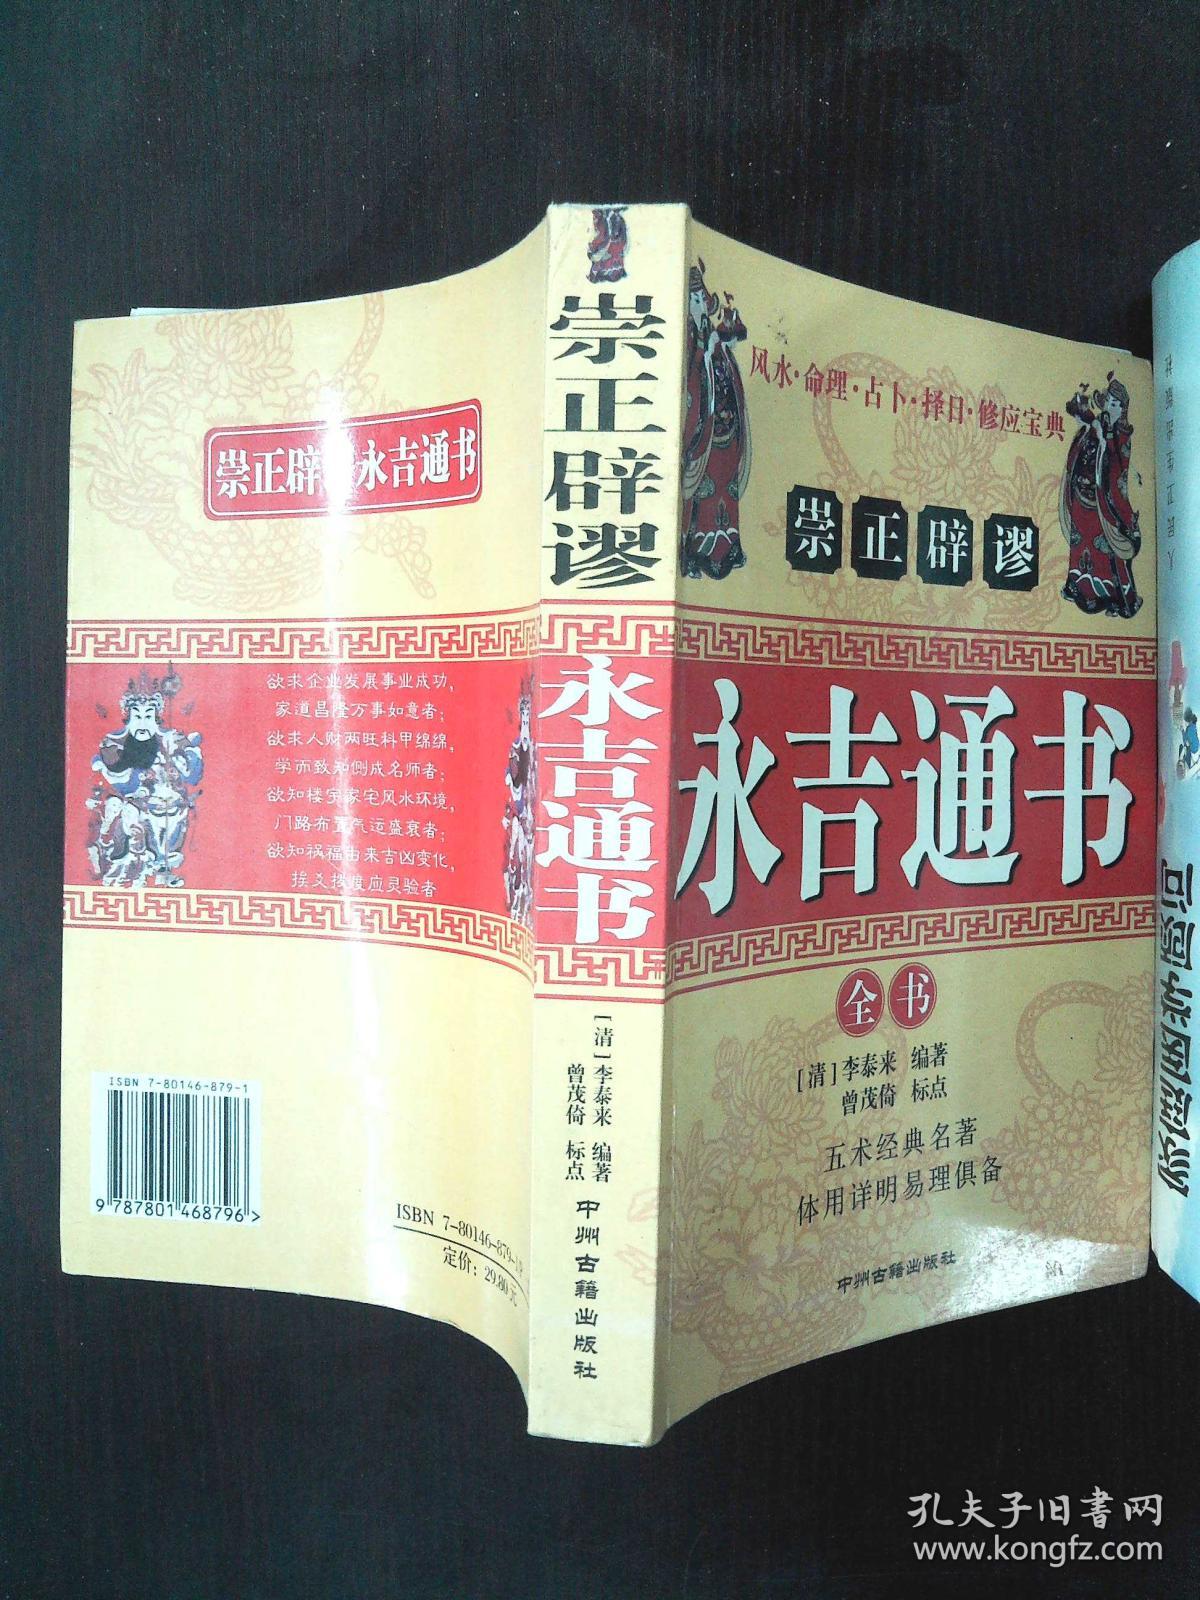 崇正辟 永吉通书
欲求企业发展事业成功,
家道昌隆万事如意者;
欲求人财两旺科甲绵绵,
学而致知侧成名师者;
欲知楼宇家宅风水环境,
门路布置气运盛衰者;
欲知祸福由来吉凶变化,
挨爻搜度应灵验者
ISBN 7-80146-879-1
9 787801 468796 >
ISBN 7-80146-879-1
定价: 29.80元
崇正辟谬
永吉通书
[清]李泰来 编著
曾茂倚 标点
中州古籍出版社
风水·命理·占卜·择日·修应宝典
崇正辟谬
永吉通书
全书
[清]李泰来 编著
曾茂倚 标点
五术经典名著
体用详明易理俱备
中州古籍出版社
孔夫子旧书网
www.kongfz.com